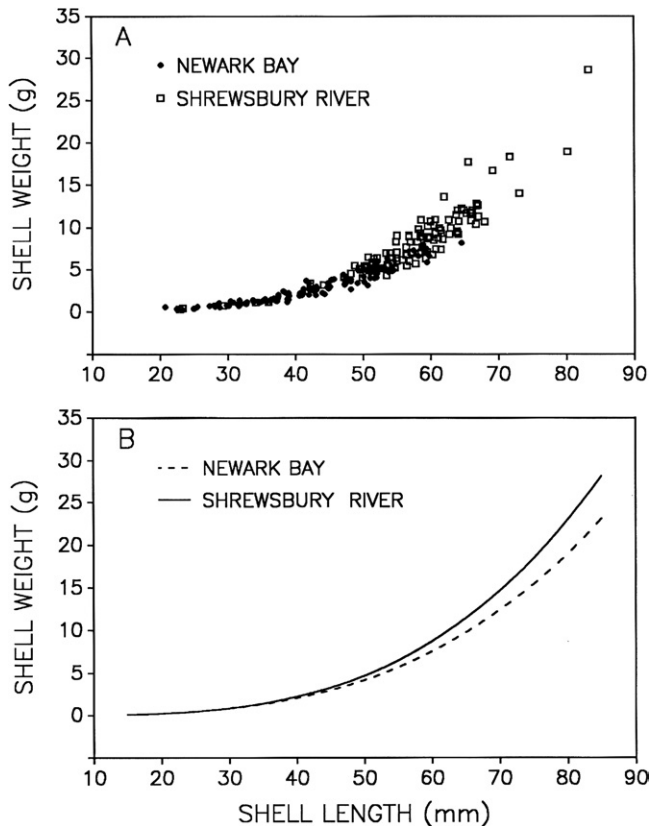 A
NEWARK BAY
SHREWSBURY RIVER
SHELL WEIGHT (g)
35
30
25
20
15
10
5
0
10 20 30 40 50 60 70 80 90
B
NEWARK BAY
SHREWSBURY RIVER
SHELL WEIGHT (g)
35
30
25
20
15
10
5
0
10 20 30 40 50 60 70 80 90
SHELL LENGTH (mm)